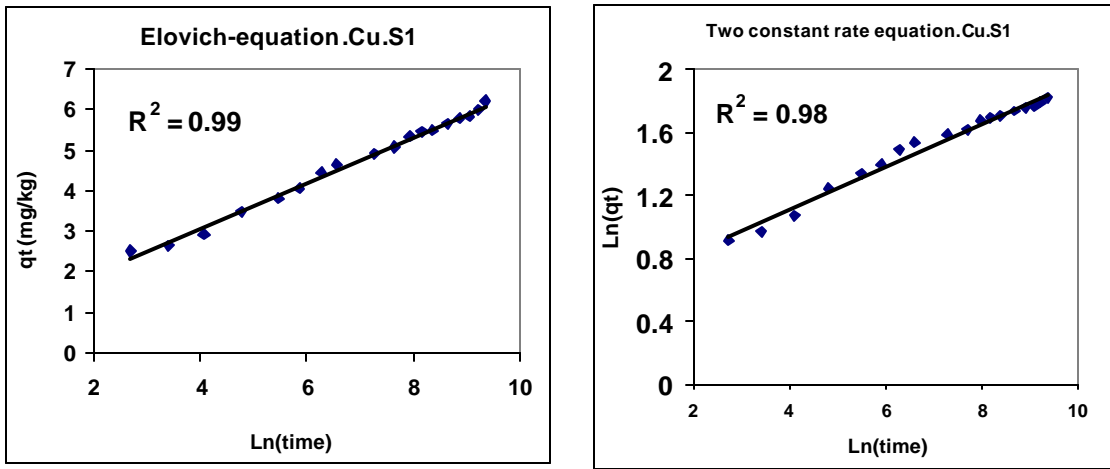 Elovich-equation.Cu.S1
7
6
5
4
3
2
1
0
R² = 0.99
qt (mg/kg)
2 4 6 8 10
Ln(time)
Two constant rate equation.Cu.S1
2
1.6
1.2
0.8
0.4
0
R² = 0.98
Ln(qt)
2 4 6 8 10
Ln(time)